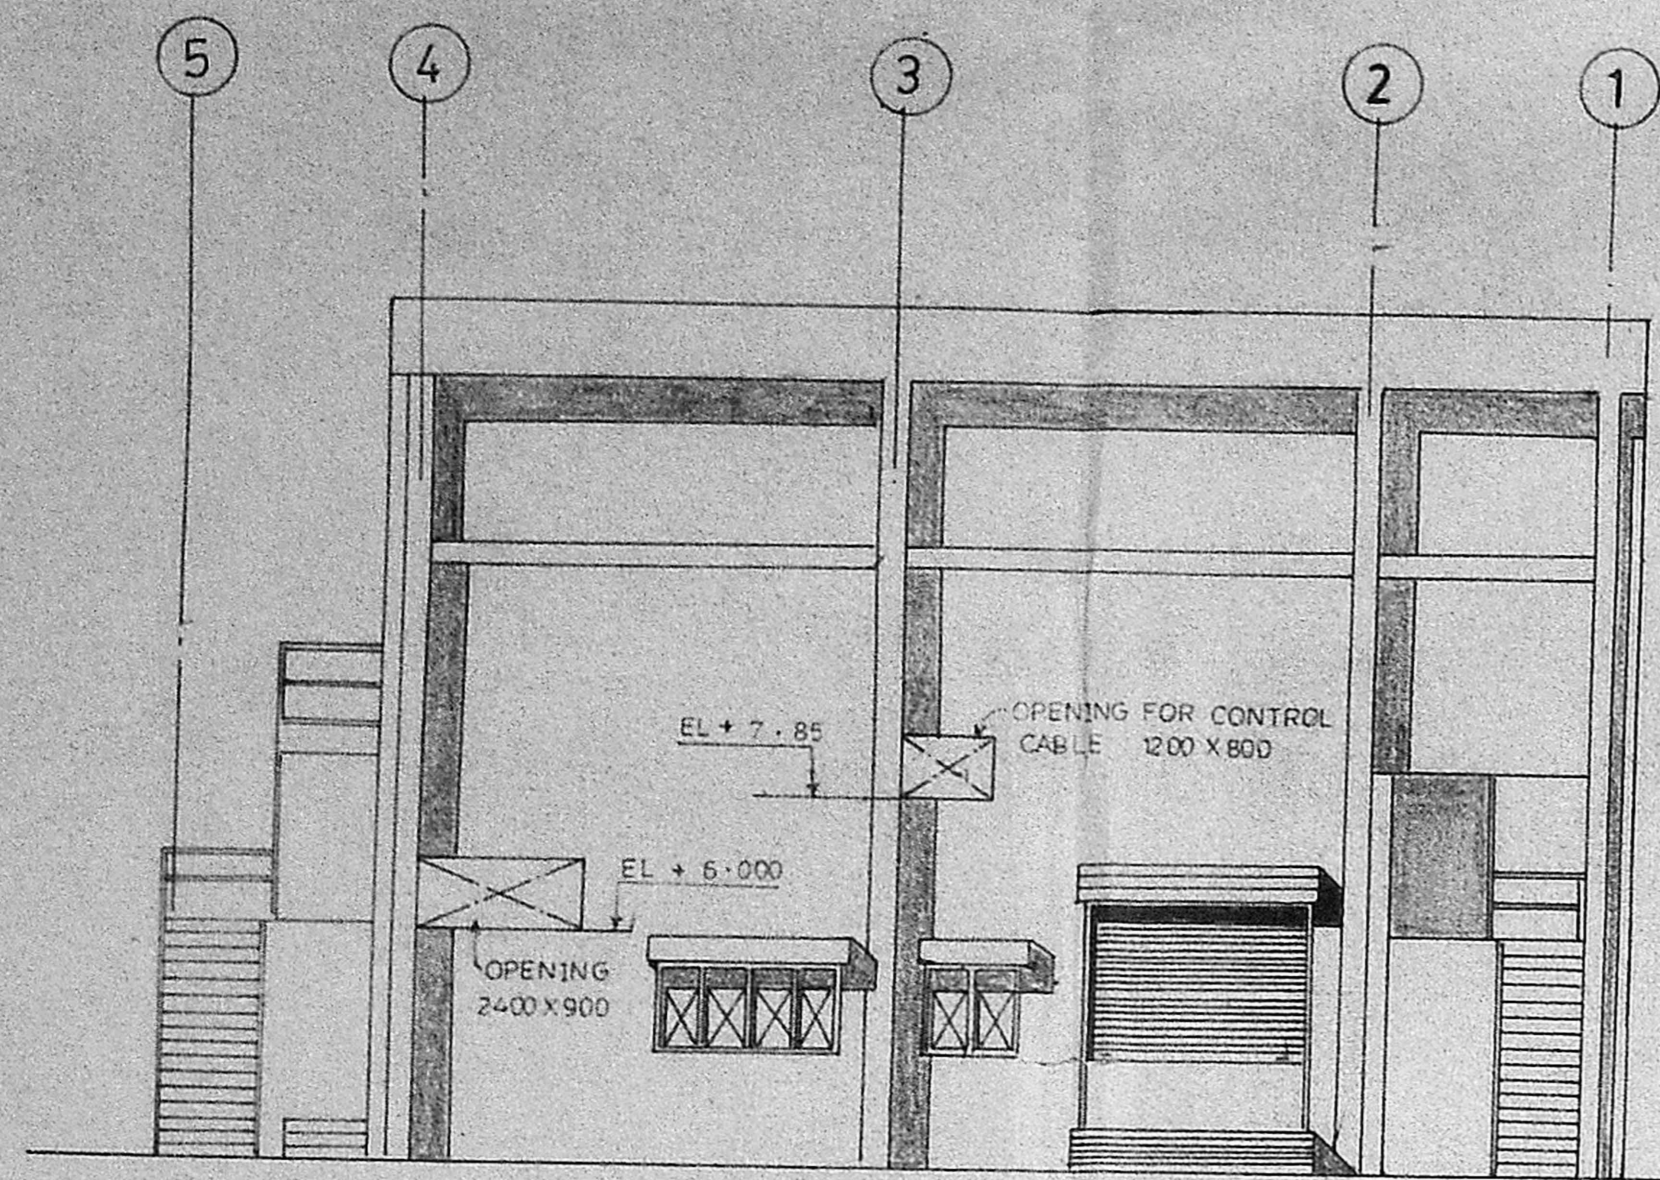 5 4 3 2 1
EL + 7.85
OPENING FOR CONTROL
CABLE 1200 X 800
EL + 6.000
OPENING
2400 X 900